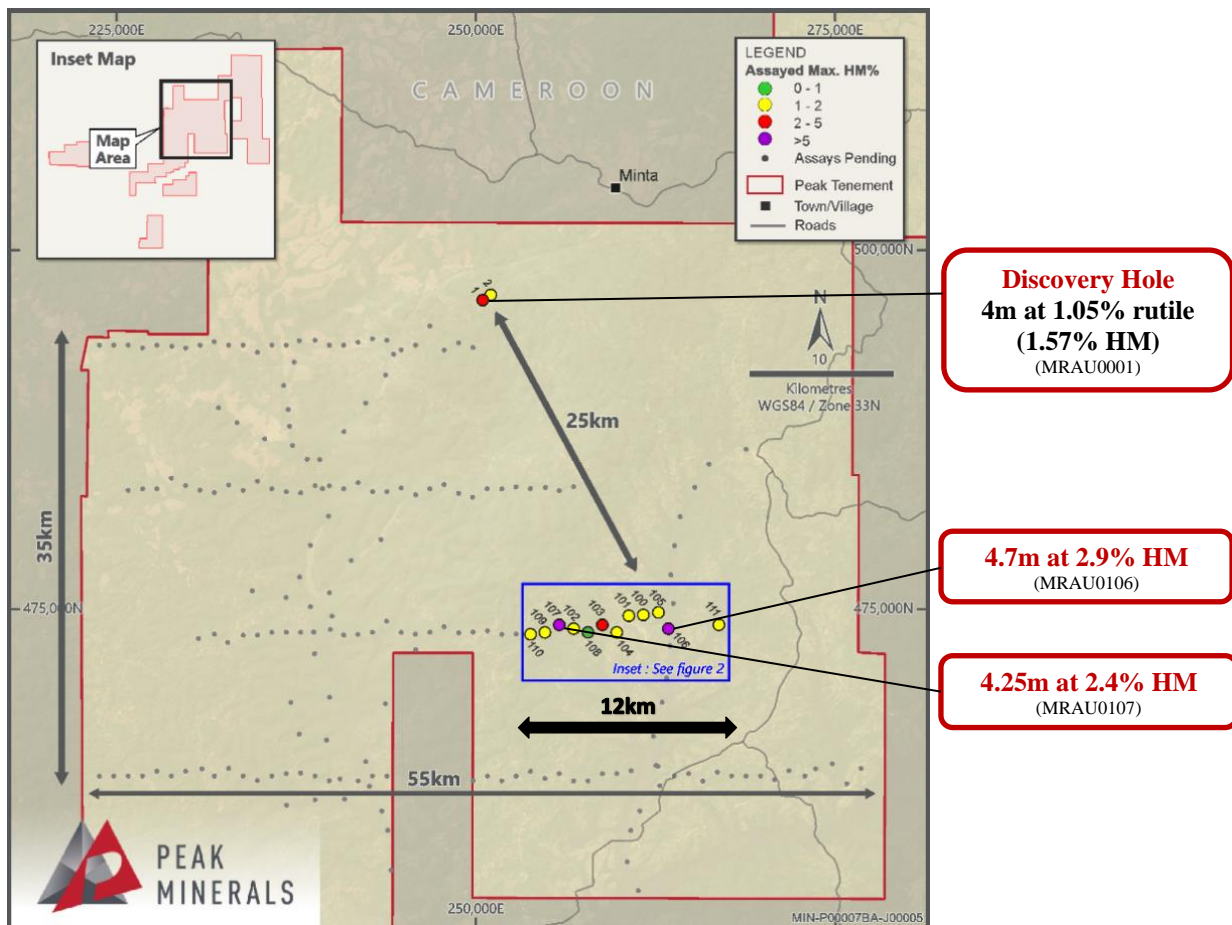 225,000E
250,000E
275,000E
Inset Map
Map
Area
CAMEROON
LEGEND
Assayed Max. HM%
0 - 1
1 - 2
2 - 5
>5
Assays Pending
Peak Tenement
Town/Village
Roads
Minta
500,000N
1
2
N
10
Kilometres
WGS84 / Zone 33N
Discovery Hole
4m at 1.05% rutile
(1.57% HM)
(MRAU0001)
25km
35km
475,000N
475,000N
4.7m at 2.9% HM
(MRAU0106)
110
109
107
102
108
103
104
101
100
105
106
111
Inset : See figure 2
4.25m at 2.4% HM
(MRAU0107)
12km
55km
PEAK
MINERALS
250,000E
MIN-P00007BA-J00005